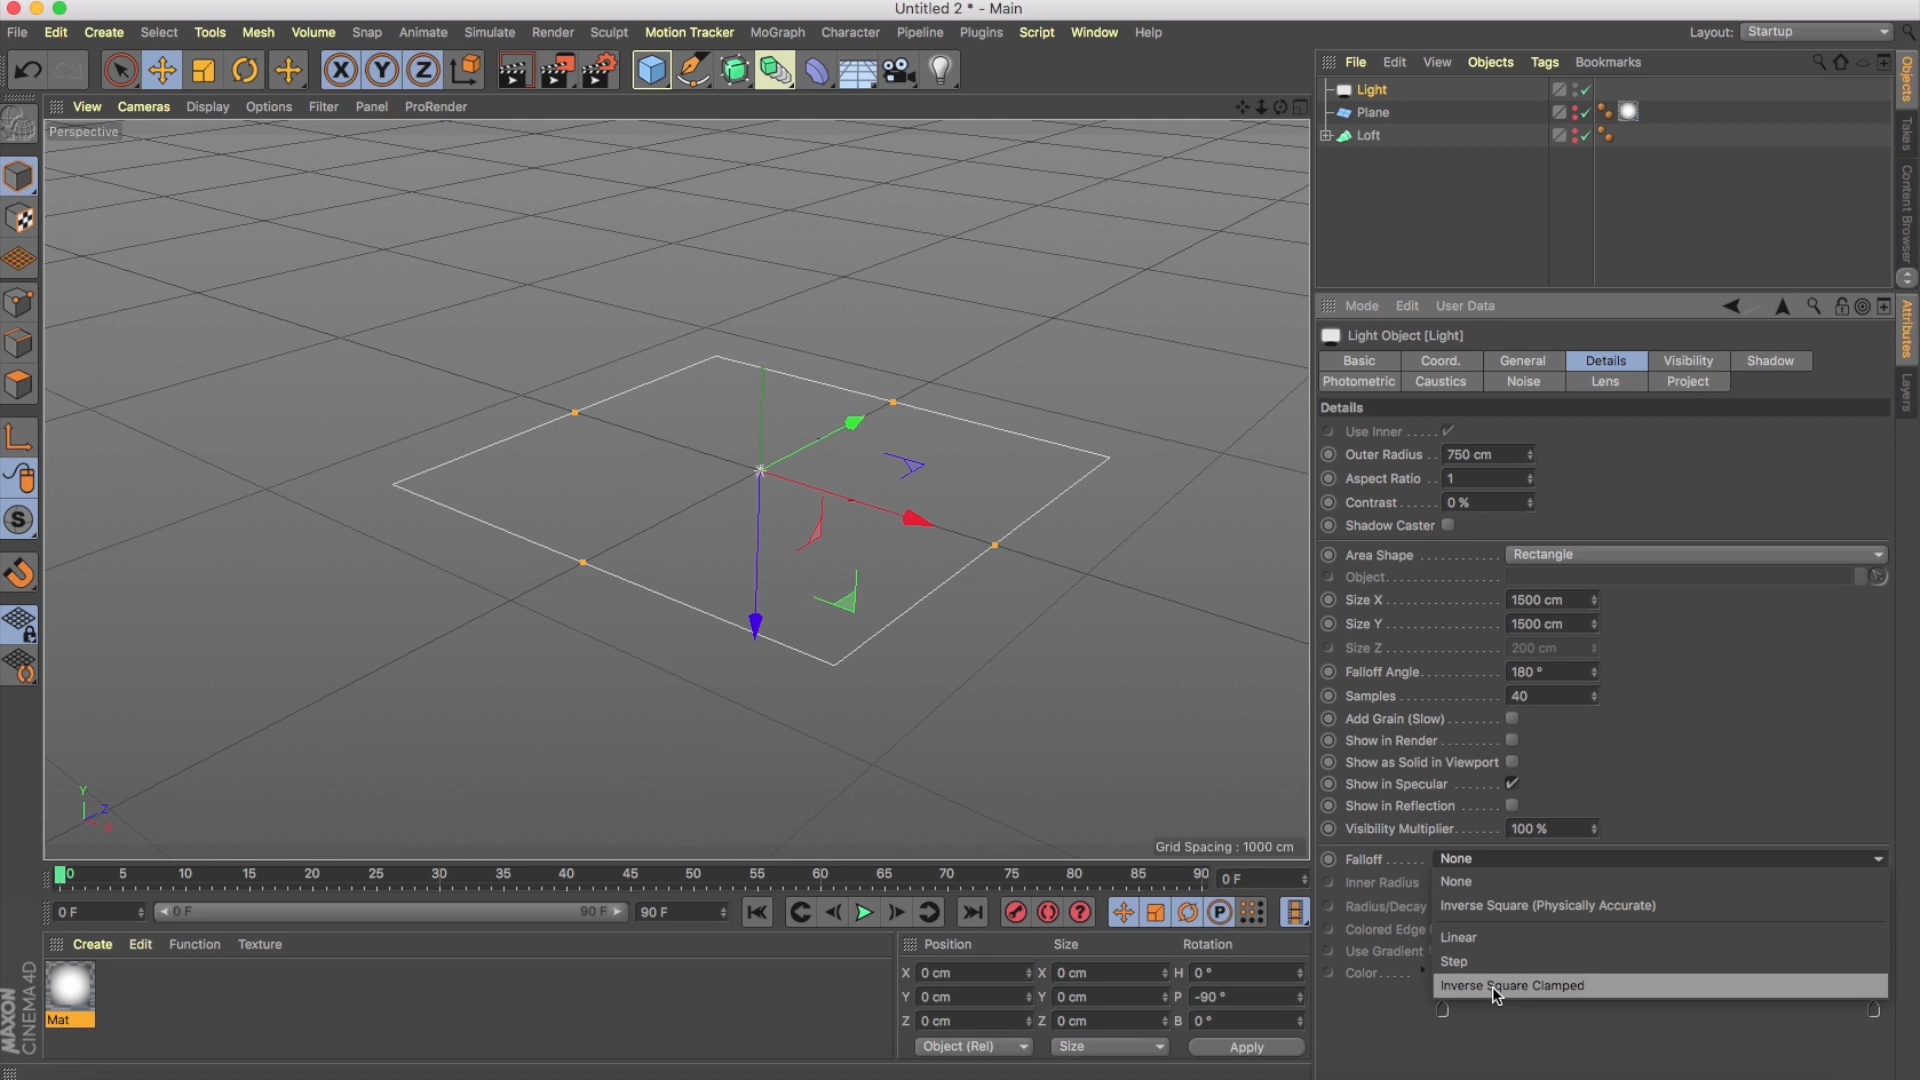 Untitled 2 * - Main
File Edit Create Select Tools Mesh Volume Snap Animate Simulate Render Sculpt Motion Tracker MoGraph Character Pipeline Plugins Script Window Help
Layout: Startup
X Y Z
File Edit View Objects Tags Bookmarks
View Cameras Display Options Filter Panel ProRender
Perspective
Light
Plane
Loft
Objects
Takes
Content Browser
Attributes
Layers
Mode Edit User Data
Light Object [Light]
Basic Coord. General Details Visibility Shadow
Photometric Caustics Noise Lens Project
Details
Use Inner . . . . .
Outer Radius . . 750 cm
Aspect Ratio . . 1
Contrast . . . . . . 0 %
Shadow Caster
Area Shape . . . . . . . . . . Rectangle
Object. . . . . . . . . . . . . . .
Size X . . . . . . . . . . . . . . . 1500 cm
Size Y . . . . . . . . . . . . . . . 1500 cm
Size Z . . . . . . . . . . . . . . . 200 cm
Falloff Angle. . . . . . . . . . 180 °
Samples . . . . . . . . . . . . . 40
Add Grain (Slow) . . . . . . .
Show in Render . . . . . . . .
Show as Solid in Viewport
Show in Specular . . . . . . .
Show in Reflection . . . . . .
Visibility Multiplier. . . . . . 100 %
Falloff . . . . . . None
Inner Radius
Radius/Decay
Colored Edge
Use Gradient
Color. . . . .
None
Inverse Square (Physically Accurate)
Linear
Step
Inverse Square Clamped
Y
Z
X
Grid Spacing : 1000 cm
0 5 10 15 20 25 30 35 40 45 50 55 60 65 70 75 80 85 90 0 F
0 F 0 F 90 F 90 F
P
Create Edit Function Texture
Mat
MAXON
CINEMA 4D
Position Size Rotation
X 0 cm X 0 cm H 0 °
Y 0 cm Y 0 cm P -90 °
Z 0 cm Z 0 cm B 0 °
Object (Rel) Size Apply